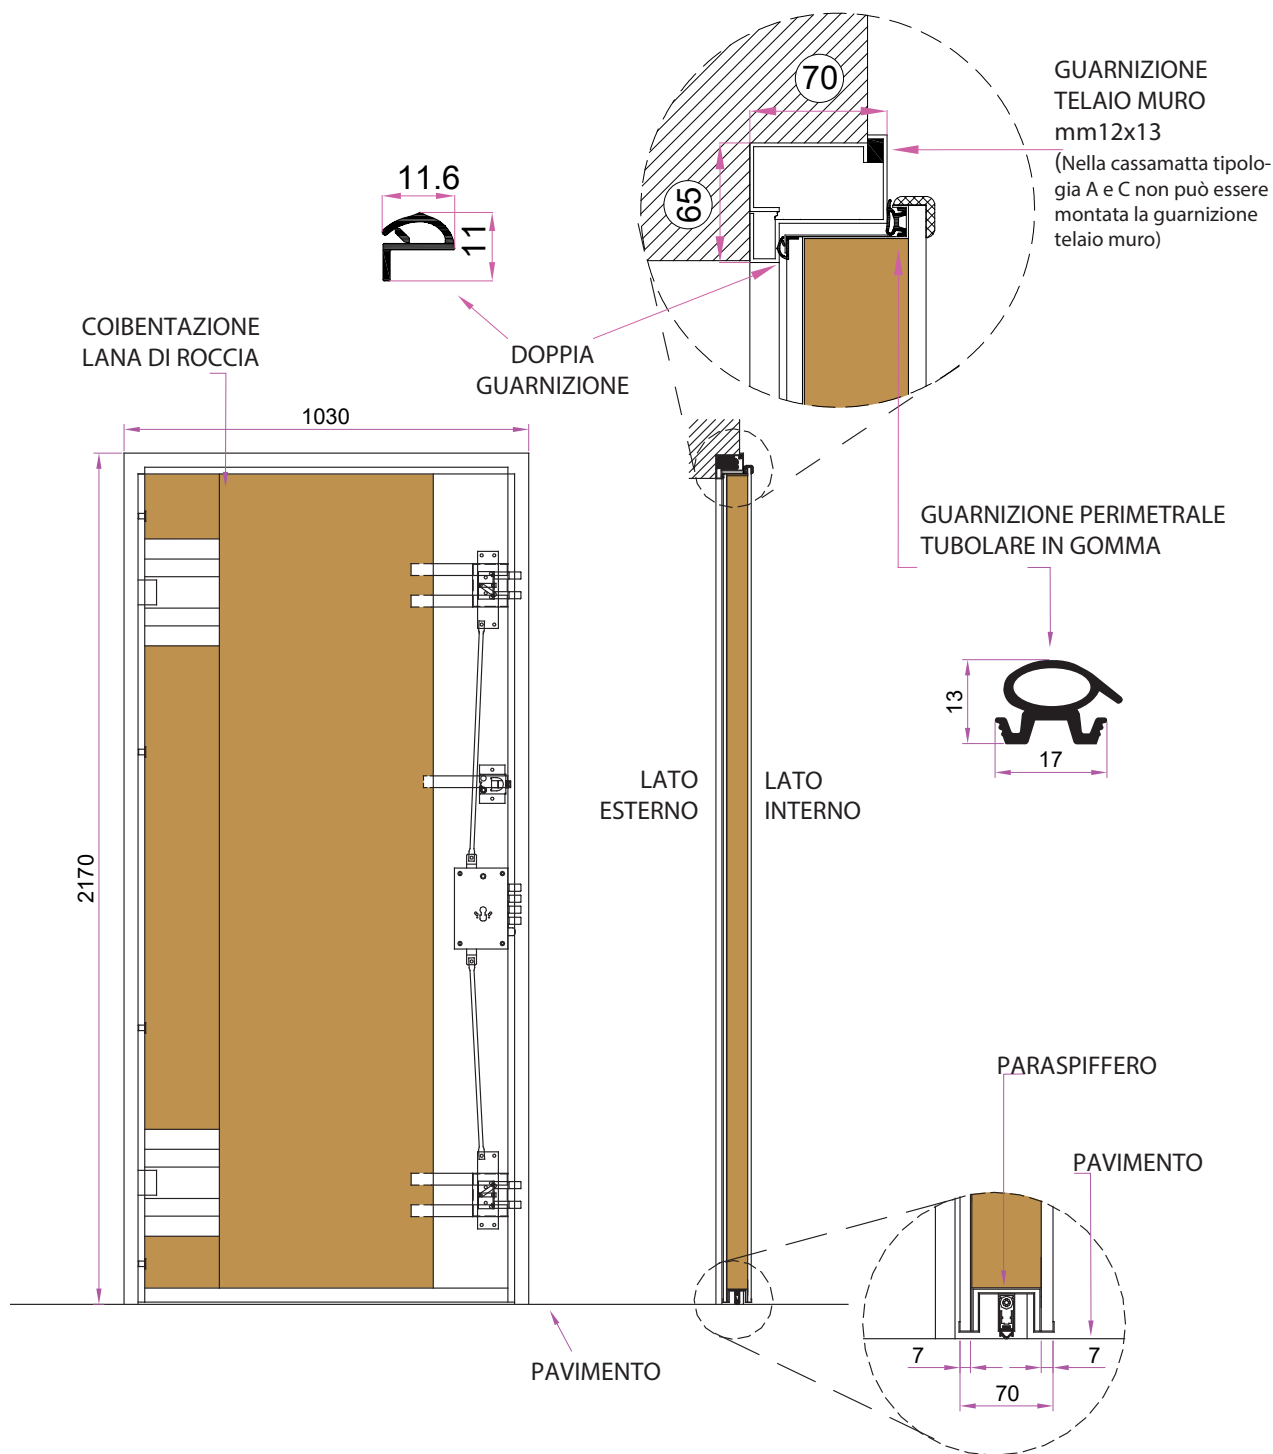 70
65
GUARNIZIONE
TELAIO MURO
mm12x13
(Nella cassamatta tipolo-
gia A e C non può essere
montata la guarnizione
telaio muro)
11.6
11
COIBENTAZIONE
LANA DI ROCCIA
DOPPIA
GUARNIZIONE
1030
2170
GUARNIZIONE PERIMETRALE
TUBOLARE IN GOMMA
13
17
LATO
ESTERNO
LATO
INTERNO
PARASPIFFERO
PAVIMENTO
7
7
70
PAVIMENTO